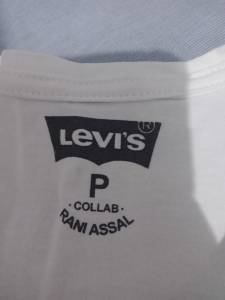 LEVI'S®
P
· COLLAB ·
RANI ASSAL